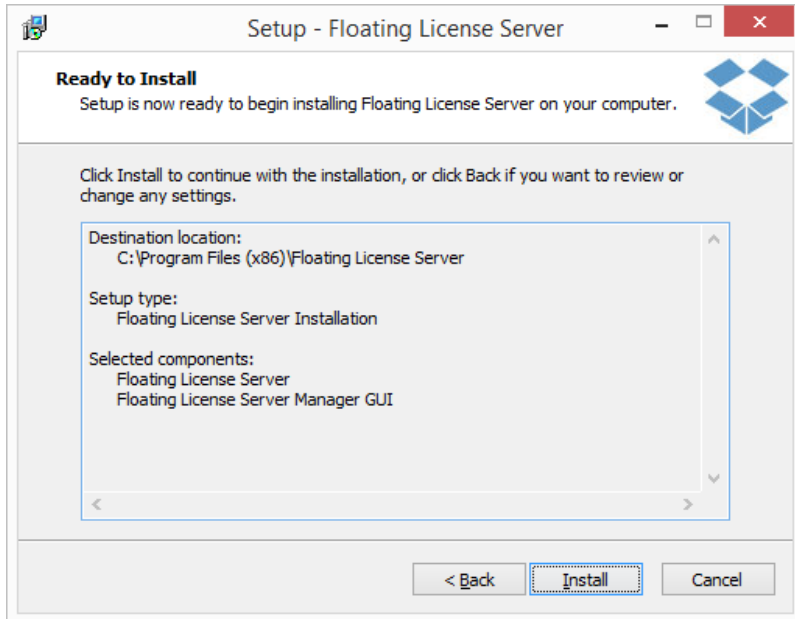 Setup - Floating License Server
Ready to Install
Setup is now ready to begin installing Floating License Server on your computer.
Click Install to continue with the installation, or click Back if you want to review or
change any settings.
Destination location:
C:\Program Files (x86)\Floating License Server
Setup type:
Floating License Server Installation
Selected components:
Floating License Server
Floating License Server Manager GUI
< Back
Install
Cancel